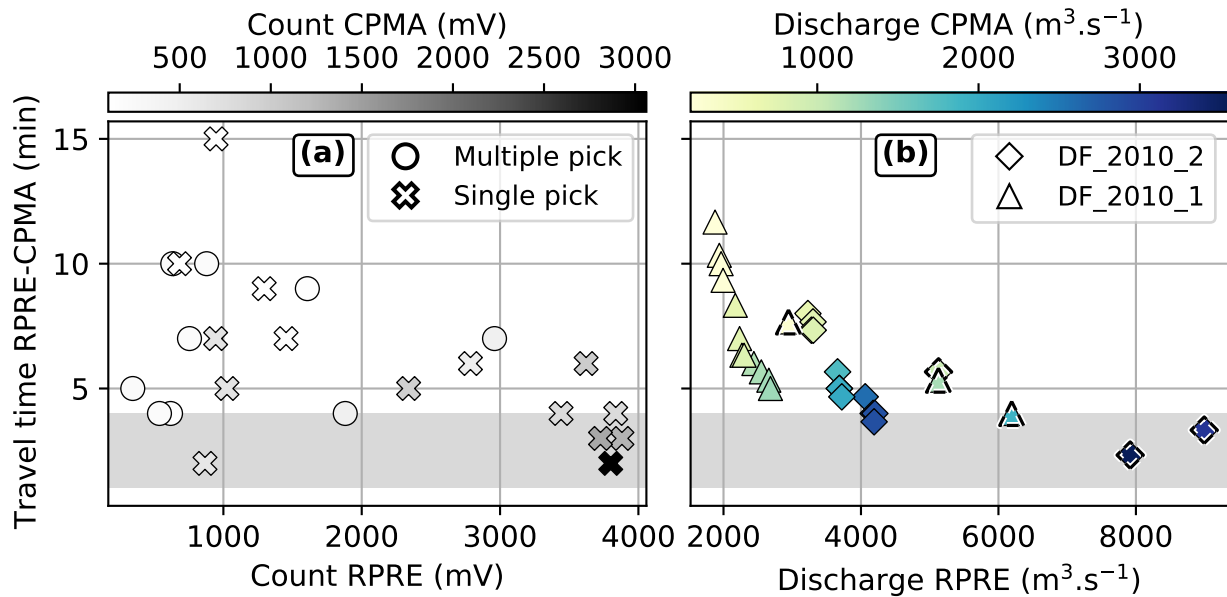 Count CPMA (mV)
500 1000 1500 2000 2500 3000
Discharge CPMA (m³.s⁻¹)
1000 2000 3000
Travel time RPRE-CPMA (min)
15
10
5
(a)
Multiple pick
Single pick
1000 2000 3000 4000
Count RPRE (mV)
(b)
DF_2010_2
DF_2010_1
2000 4000 6000 8000
Discharge RPRE (m³.s⁻¹)